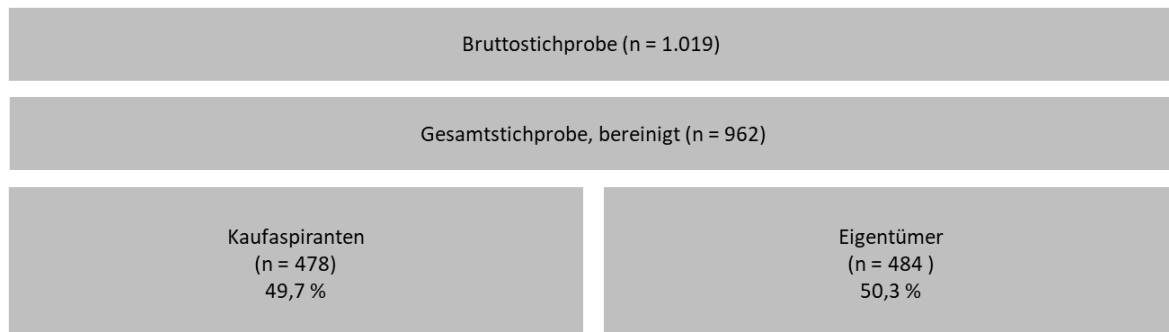 Bruttostichprobe (n = 1.019)
Gesamtstichprobe, bereinigt (n = 962)
Kaufaspiranten
(n = 478)
49,7 %
Eigentümer
(n = 484 )
50,3 %